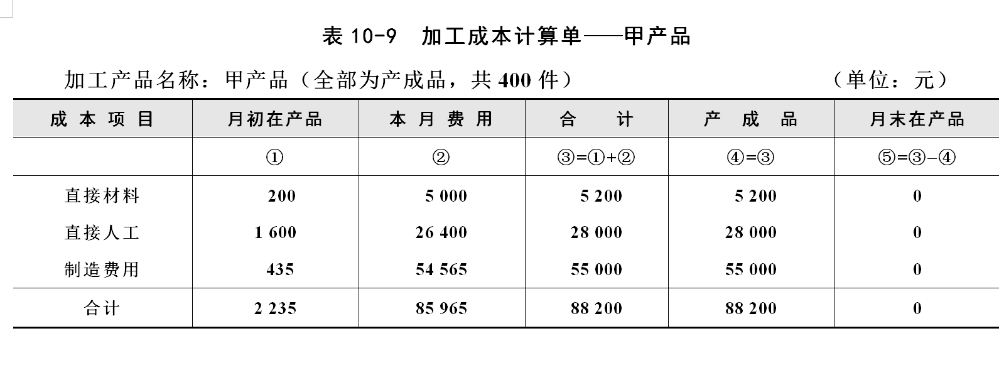 表 10-9 加工成本计算单——甲产品
加工产品名称：甲产品（全部为产成品，共 400 件） （单位：元）
成本项目 月初在产品 本月费用 合计 产成品 月末在产品
① ② ③=①+② ④=③ ⑤=③–④
直接材料 200 5 000 5 200 5 200 0
直接人工 1 600 26 400 28 000 28 000 0
制造费用 435 54 565 55 000 55 000 0
合计 2 235 85 965 88 200 88 200 0